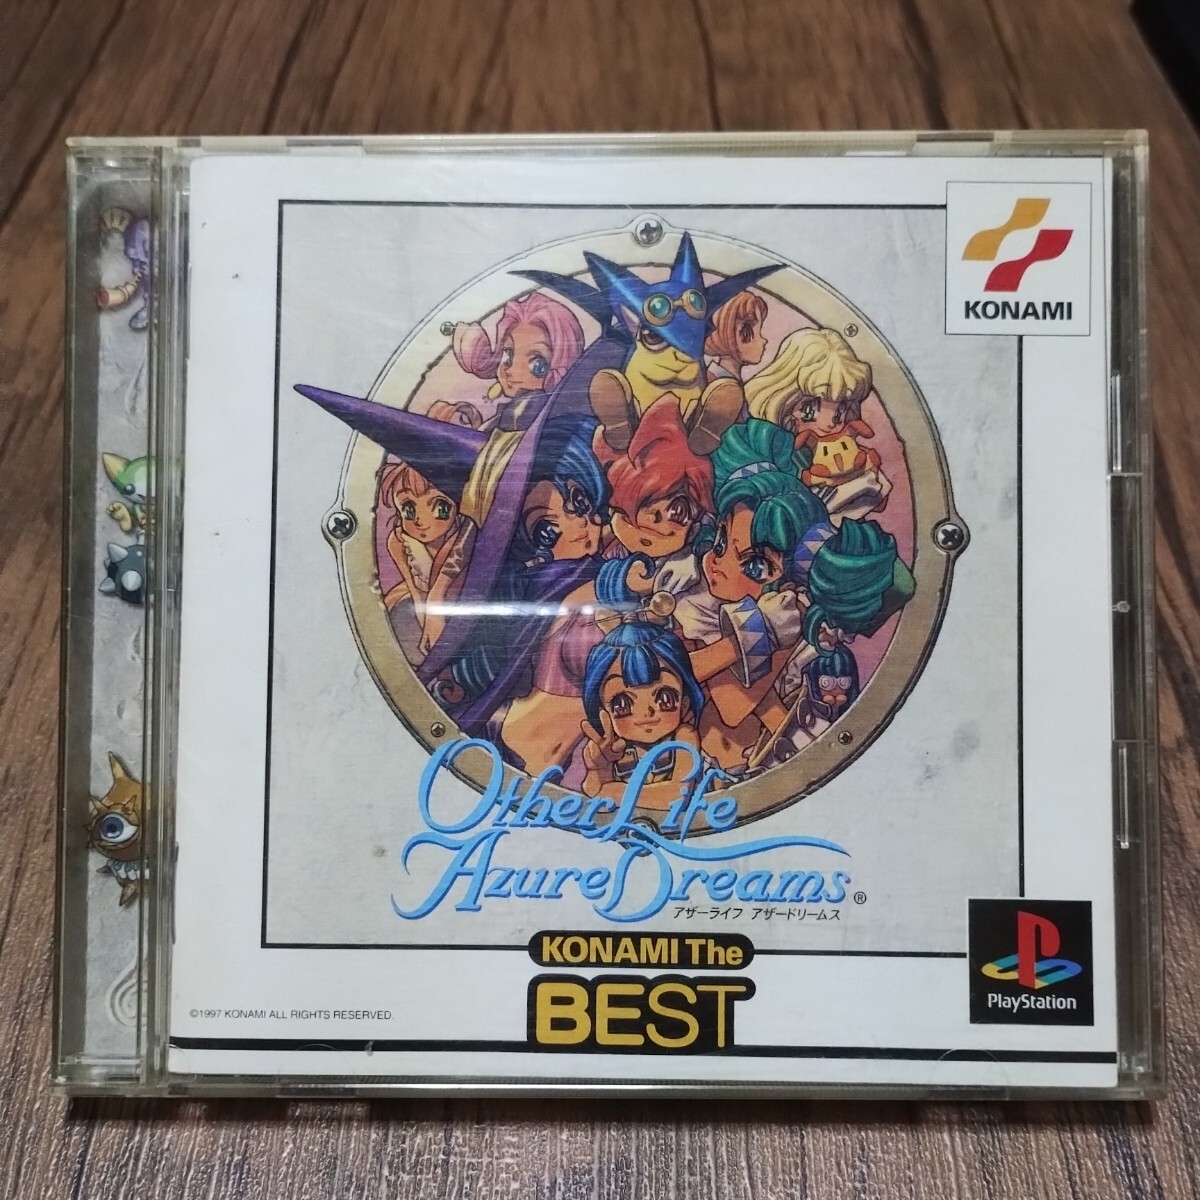 KONAMI
Other Life
Azure Dreams®
アザーライフ アザードリームス
KONAMI The
BEST
PlayStation
©1997 KONAMI ALL RIGHTS RESERVED.